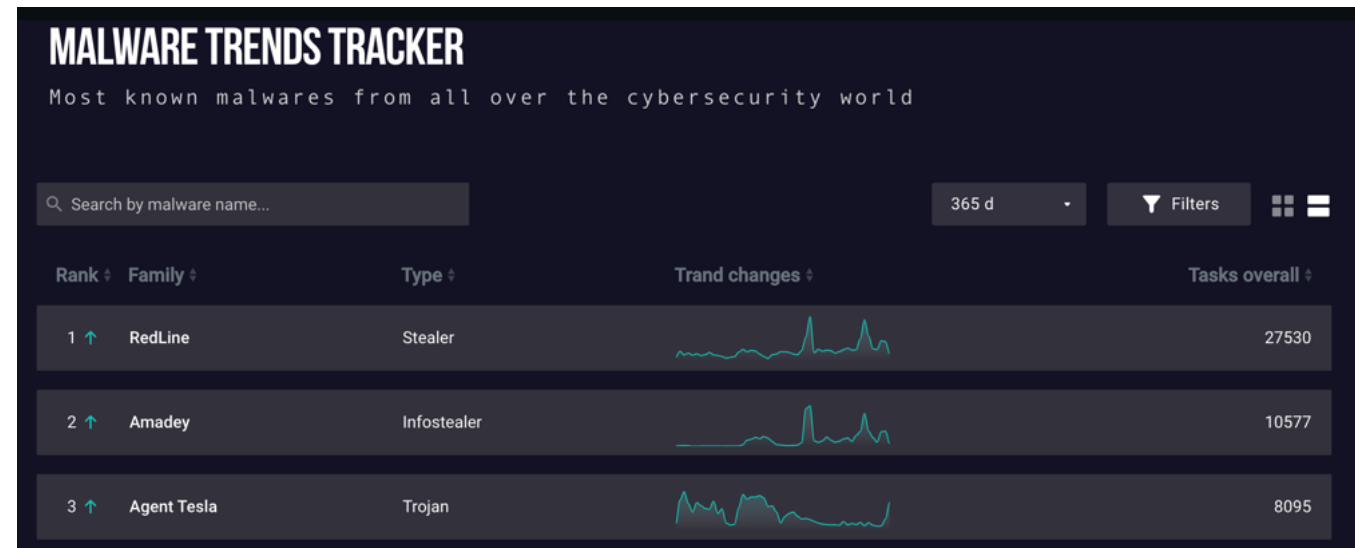 MALWARE TRENDS TRACKER
Most known malwares from all over the cybersecurity world
Search by malware name...
365 d
Filters
Rank Family Type Trand changes Tasks overall
1 RedLine Stealer 27530
2 Amadey Infostealer 10577
3 Agent Tesla Trojan 8095